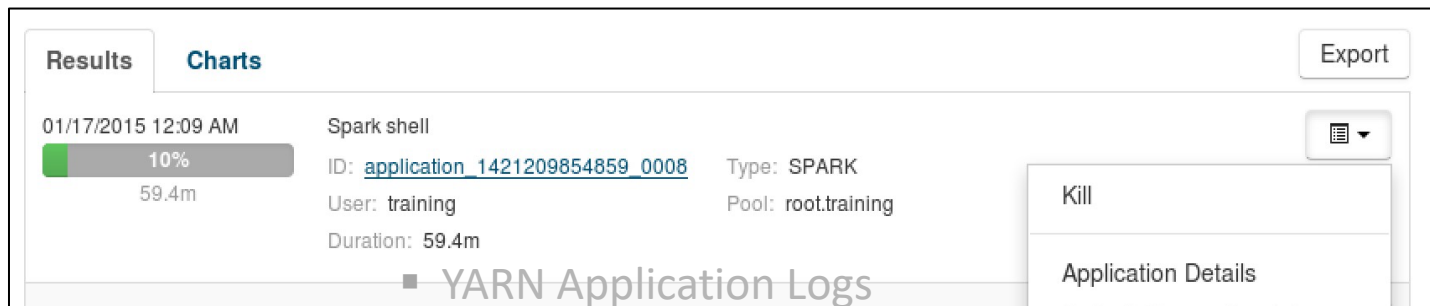 Results Charts Export
01/17/2015 12:09 AM Spark shell
10% ID: application_1421209854859_0008 Type: SPARK
59.4m User: training Pool: root.training Kill
Duration: 59.4m
▪ YARN Application Logs Application Details